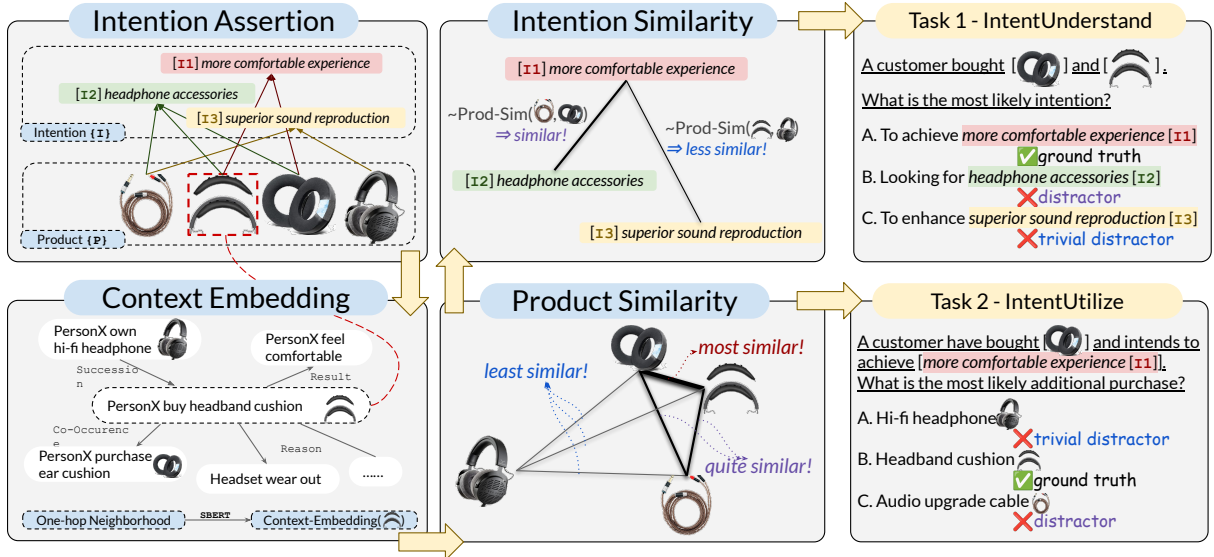 Intention Assertion
[I1] more comfortable experience
[I2] headphone accessories
[I3] superior sound reproduction
Intention {I}
Product {P}
Intention Similarity
[I1] more comfortable experience
~Prod-Sim( , )
⇒ similar!
~Prod-Sim(
⇒ less similar!
[I2] headphone accessories
[I3] superior sound reproduction
Task 1 - IntentUnderstand
A customer bought [ ] and [ ] .
What is the most likely intention?
A. To achieve more comfortable experience [I1]
✅ground truth
B. Looking for headphone accessories [I2]
❌distractor
C. To enhance superior sound reproduction [I3]
❌trivial distractor
Context Embedding
PersonX own
hi-fi headphone
PersonX feel
comfortable
Successio
n
Result
PersonX buy headband cushion
Co-Occurenc
e
Reason
PersonX purchase
ear cushion
Headset wear out
......
One-hop Neighborhood
SBERT
Context-Embedding( )
Product Similarity
most similar!
least similar!
quite similar!
Task 2 - IntentUtilize
A customer have bought [ ] and intends to
achieve [more comfortable experience [I1]].
What is the most likely additional purchase?
A. Hi-fi headphone
❌trivial distractor
B. Headband cushion
✅ground truth
C. Audio upgrade cable
❌distractor